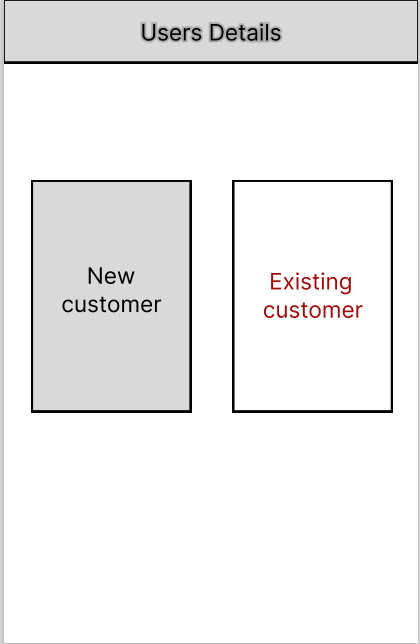 Users Details
New
customer
Existing
customer